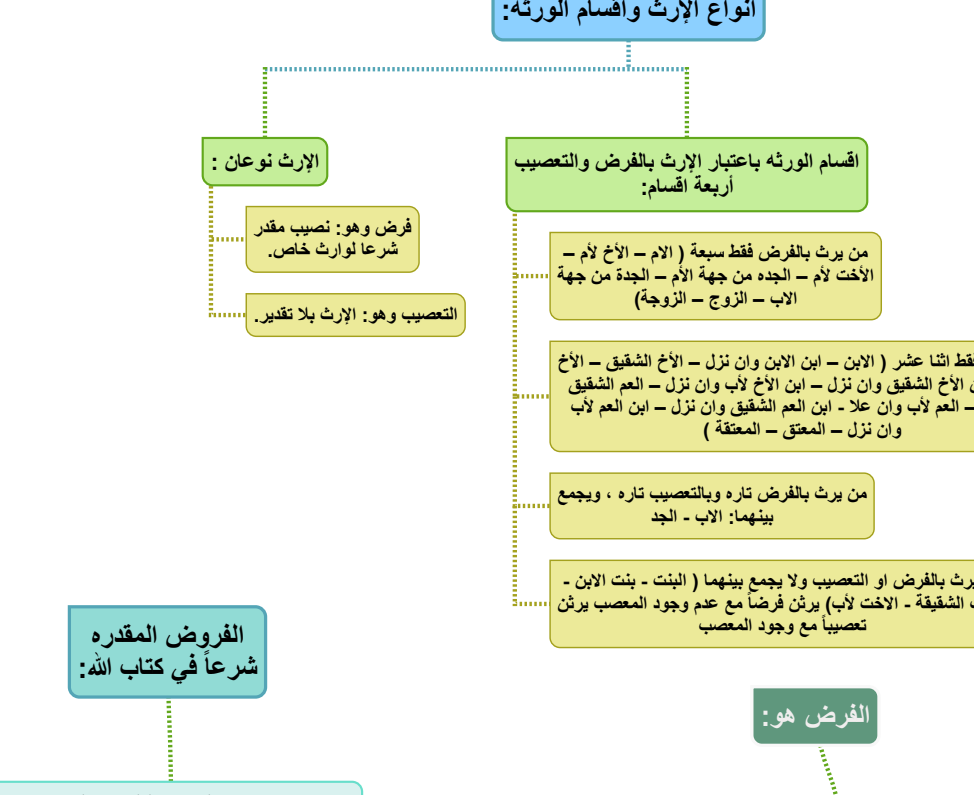 أنواع الإرث وأقسام الورثه:
اقسام الورثه باعتبار الإرث بالفرض والتعصيب
أربعة اقسام:
من يرث بالفرض فقط سبعة ( الام – الأخ لأم –
الأخت لأم – الجده من جهة الأم – الجدة من جهة
الاب – الزوج – الزوجة)
فقط اثنا عشر ( الابن – ابن الابن وان نزل – الأخ الشقيق – الأخ
الأخ الشقيق وان نزل – ابن الأخ لأب وان نزل – العم الشقيق
– العم لأب وان علا - ابن العم الشقيق وان نزل – ابن العم لأب
وان نزل – المعتق – المعتقة )
من يرث بالفرض تاره وبالتعصيب تاره ، ويجمع
بينهما: الاب - الجد
يرث بالفرض او التعصيب ولا يجمع بينهما ( البنت - بنت الابن -
الشقيقة - الاخت لأب) يرثن فرضاً مع عدم وجود المعصب يرثن
تعصيباً مع وجود المعصب
الإرث نوعان :
فرض وهو: نصيب مقدر
شرعا لوارث خاص.
التعصيب وهو: الإرث بلا تقدير.
الفروض المقدره
شرعاً في كتاب الله:
الفرض هو: